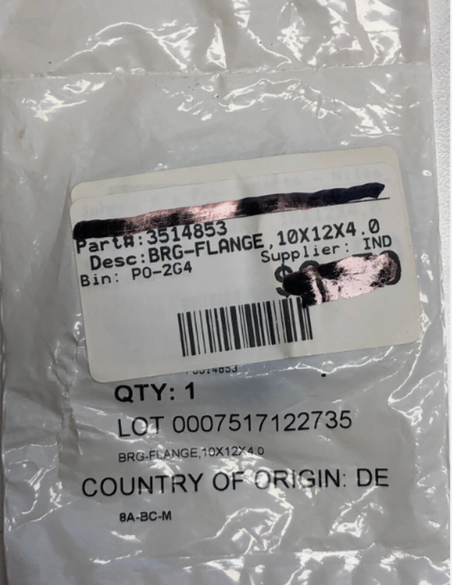 Part#:3514853
Desc:BRG-FLANGE,10X12X4.0
Supplier: IND
Bin: PO-2G4
$
QTY: 1
LOT 0007517122735
BRG-FLANGE,10X12X4.0
COUNTRY OF ORIGIN: DE
8A-BC-M